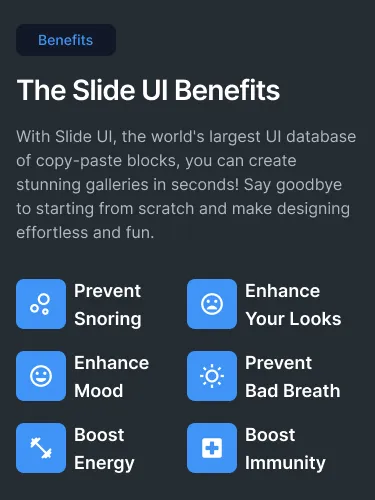 Benefits
The Slide UI Benefits
With Slide UI, the world's largest UI database
of copy-paste blocks, you can create
stunning galleries in seconds! Say goodbye
to starting from scratch and make designing
effortless and fun.
Prevent
Snoring
Enhance
Your Looks
Enhance
Mood
Prevent
Bad Breath
Boost
Energy
Boost
Immunity